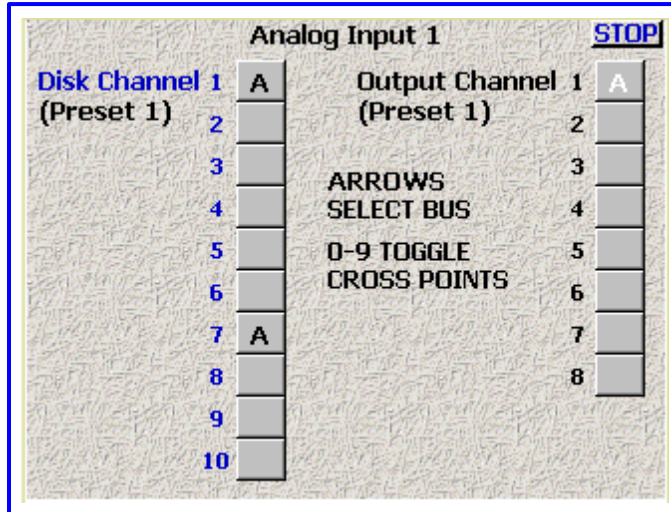 Analog Input 1 STOP
Disk Channel 1 A Output Channel 1 A
(Preset 1) 2 (Preset 1) 2
3 3
ARROWS
4 SELECT BUS 4
5 0-9 TOGGLE 5
6 CROSS POINTS 6
7 A 7
8 8
9
10